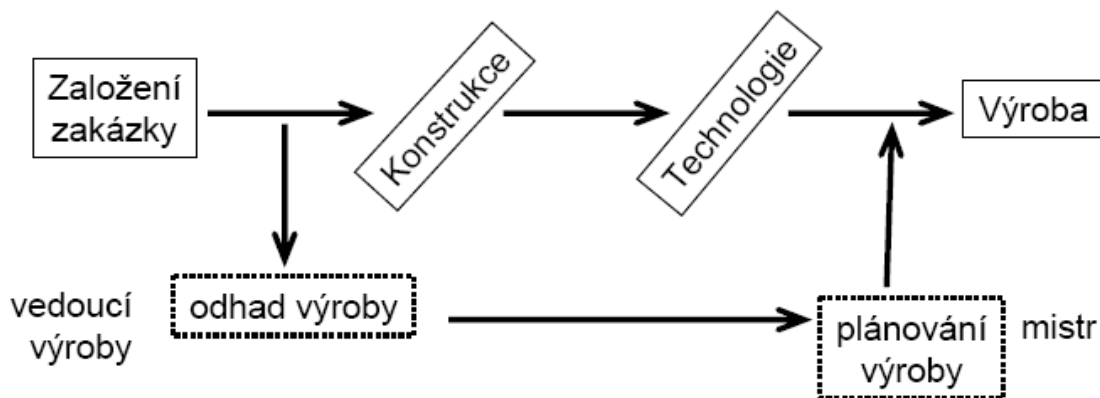 Založení
zakázky
Konstrukce
Technologie
Výroba
vedoucí
výroby
odhad výroby
plánování
výroby
mistr